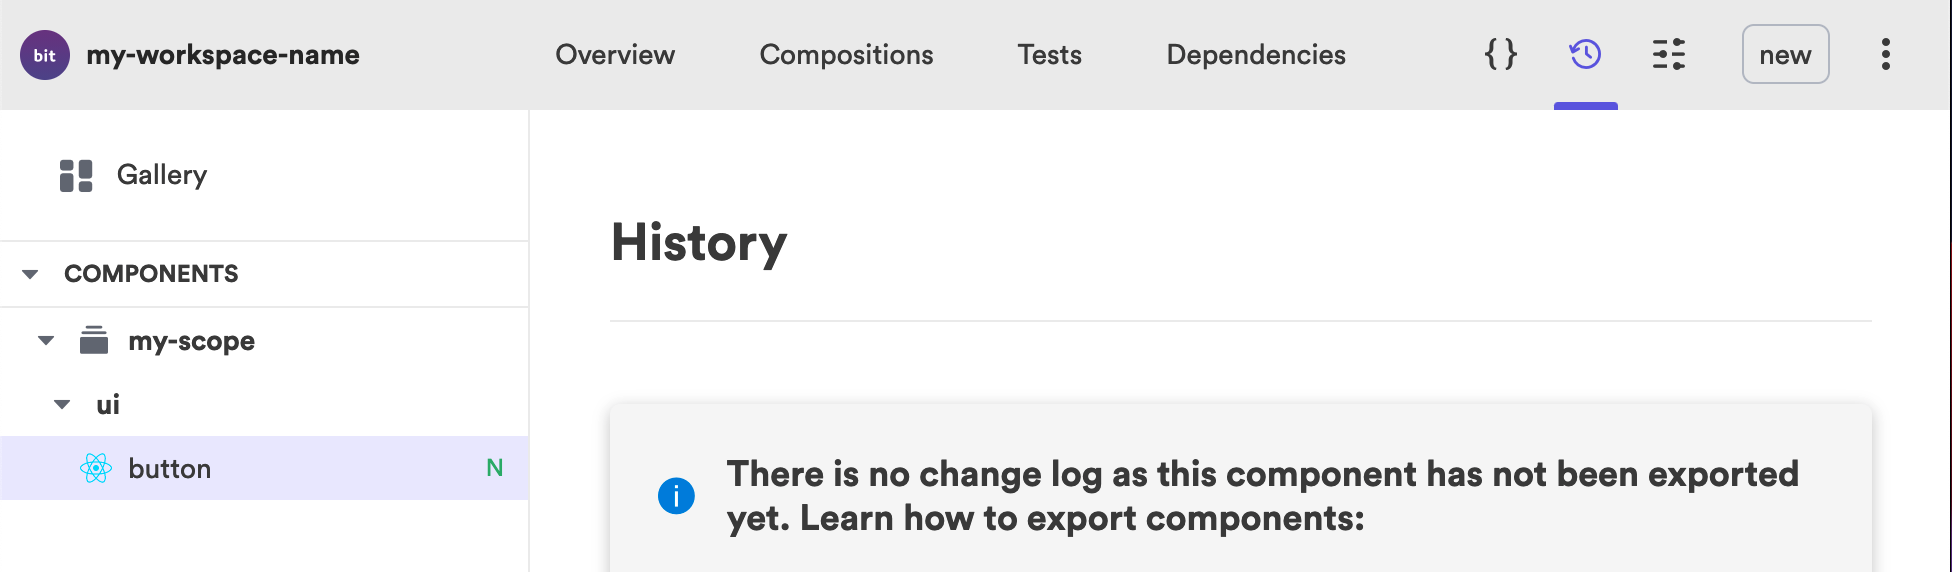 bit my-workspace-name Overview Compositions Tests Dependencies {} new
Gallery
COMPONENTS
my-scope
ui
button N
History
There is no change log as this component has not been exported
yet. Learn how to export components: